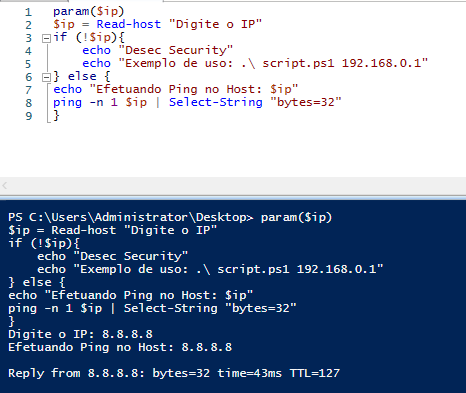 1 param($ip)
2 $ip = Read-host "Digite o IP"
3 if (!$ip){
4 echo "Desec Security"
5 echo "Exemplo de uso: .\ script.ps1 192.168.0.1"
6 } else {
7 echo "Efetuando Ping no Host: $ip"
8 ping -n 1 $ip | Select-String "bytes=32"
9 }
PS C:\Users\Administrator\Desktop> param($ip)
$ip = Read-host "Digite o IP"
if (!$ip){
echo "Desec Security"
echo "Exemplo de uso: .\ script.ps1 192.168.0.1"
} else {
echo "Efetuando Ping no Host: $ip"
ping -n 1 $ip | Select-String "bytes=32"
}
Digite o IP: 8.8.8.8
Efetuando Ping no Host: 8.8.8.8
Reply from 8.8.8.8: bytes=32 time=43ms TTL=127